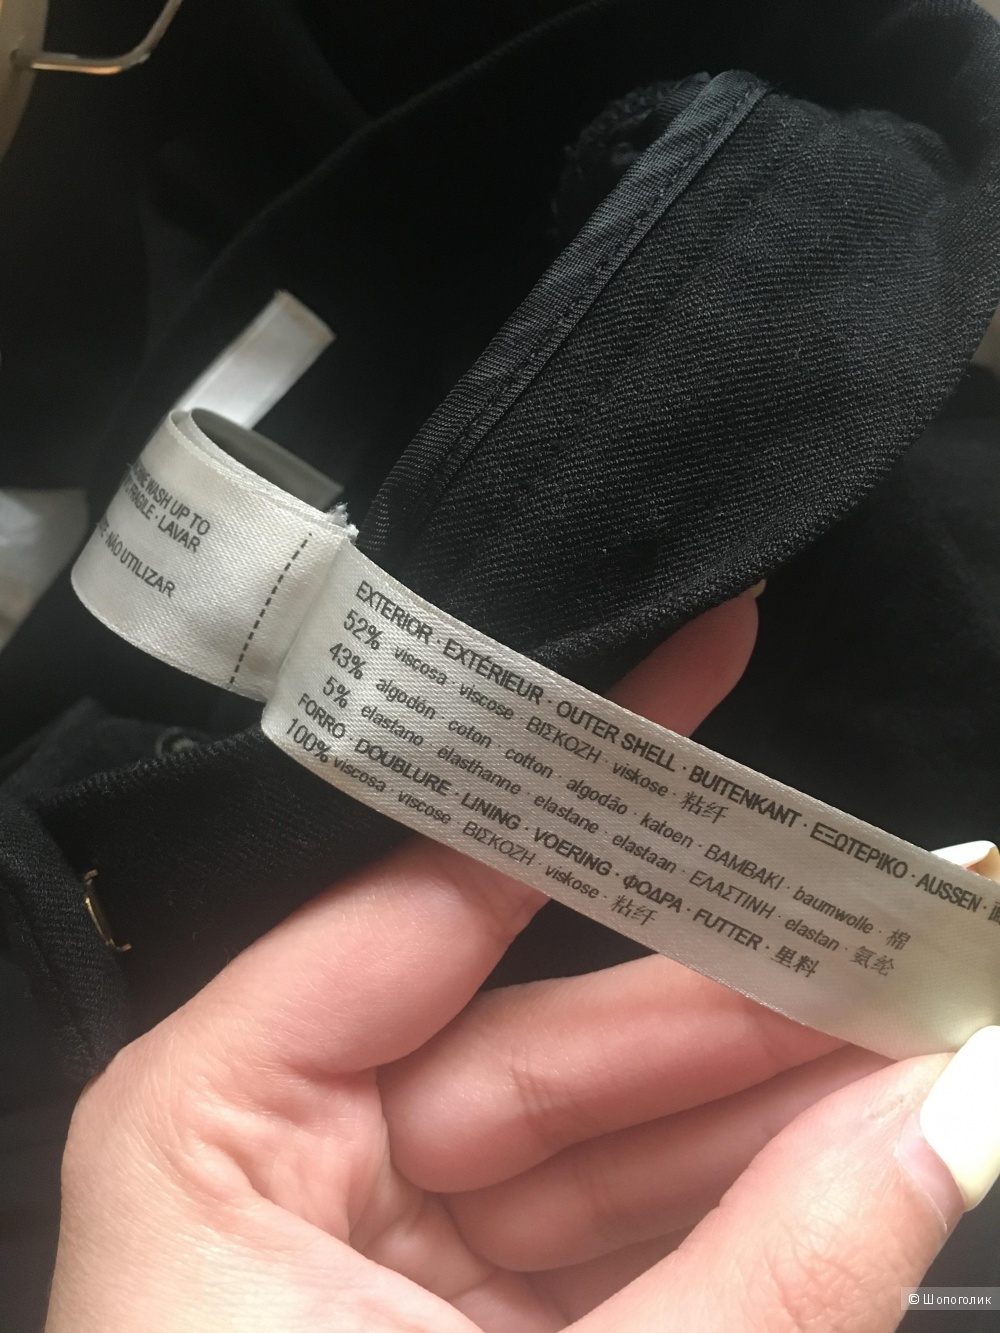 WASH UP TO
FRAGILE · LAVAR
NÃO UTILIZAR
EXTERIOR · EXTÉRIEUR · OUTER SHELL · BUITENKANT · ΕΞΩΤΕΡΙΚΟ · AUSSEN ·
52% viscosa · viscose ΒΙΣΚΟΖΗ · viskose · 粘纤
43% algodón · coton · cotton · algodão · katoen · ΒΑΜΒΑΚΙ · baumwolle · 棉
5% elastano · élasthanne · elastane · elastaan · ΕΛΑΣΤΙΝΗ · elastan · 氨纶
FORRO · DOUBLURE · LINING · VOERING · ΦΟΔΡΑ · FUTTER · 里料
100% viscosa · viscose ΒΙΣΚΟΖΗ · viskose · 粘纤
© Шопоголик